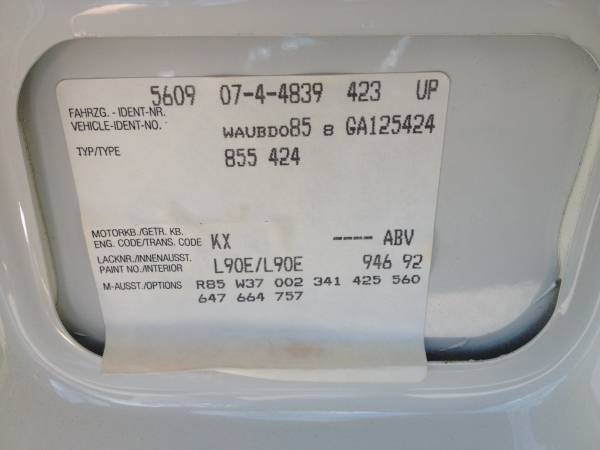 5609 07-4-4839 423 UP
FAHRZG. - IDENT-NR.
VEHICLE-IDENT-NO. WAUBD085 8 GA125424
TYP/TYPE 855 424
MOTORKB./GETR. KB.
ENG. CODE/TRANS. CODE KX --- ABV
LACKNR./INNENAUSST.
PAINT NO./INTERIOR L90E/L90E 946 92
M-AUSST./OPTIONS R85 W37 002 341 425 560
647 664 757